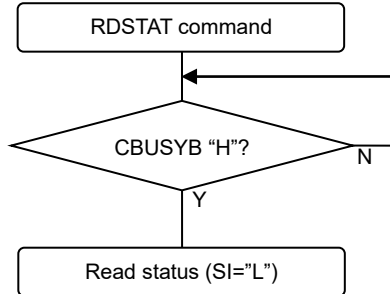 RDSTAT command
CBUSYB “H”?
N
Y
Read status (SI=”L”)